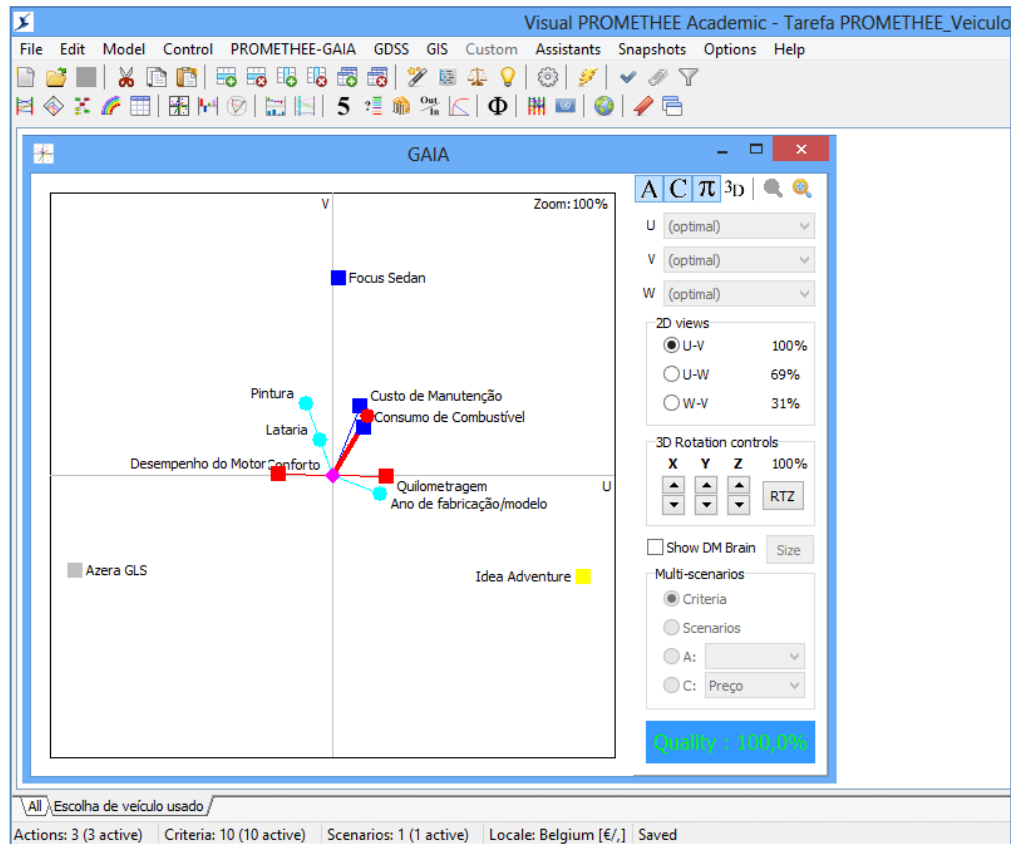 Visual PROMETHEE Academic - Tarefa PROMETHEE_Veiculo
File Edit Model Control PROMETHEE-GAIA GDSS GIS Custom Assistants Snapshots Options Help
5 ?
Out
In
Φ
GAIA
V
Zoom:100%
A C π 3D
U (optimal)
V (optimal)
W (optimal)
2D views
U-V 100%
U-W 69%
W-V 31%
3D Rotation controls
X Y Z 100%
RTZ
Show DM Brain Size
Multi-scenarios
Criteria
Scenarios
A:
C: Preço
Quality : 100,0%
Focus Sedan
Pintura
Custo de Manutenção
Consumo de Combustível
Lataria
Desempenho do Motor Conforto
Quilometragem
U
Ano de fabricação/modelo
Azera GLS
Idea Adventure
All Escolha de veículo usado
Actions: 3 (3 active) Criteria: 10 (10 active) Scenarios: 1 (1 active) Locale: Belgium [€/,] Saved